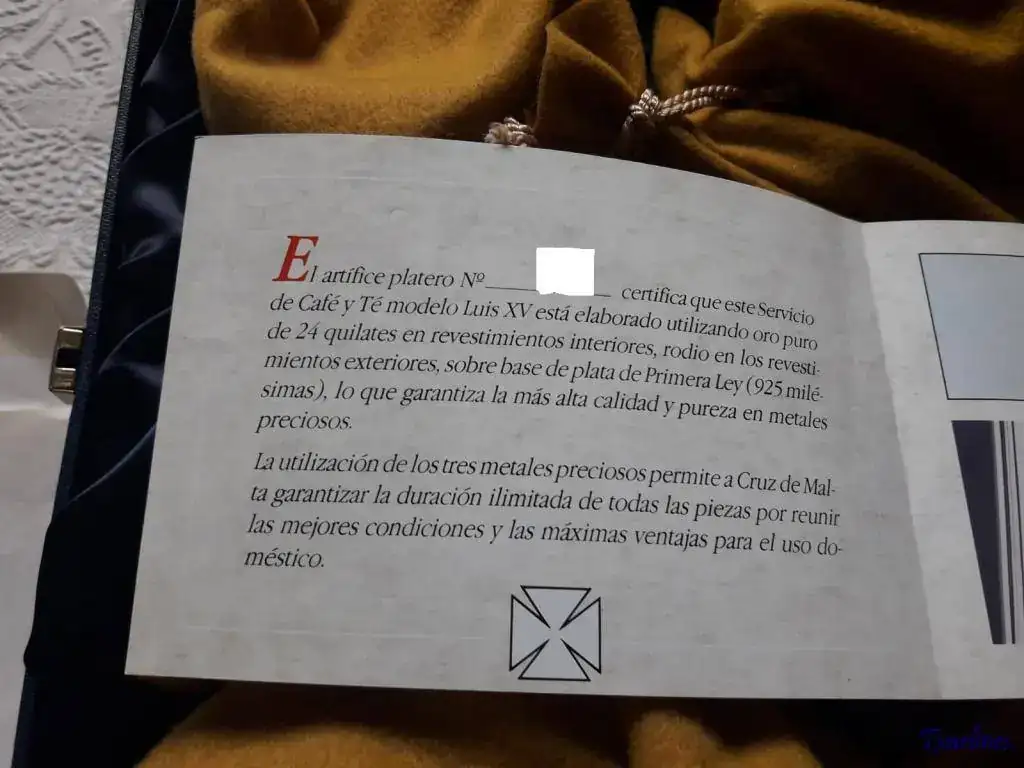 El artífice platero Nº certifica que este Servicio
de Café y Té modelo Luis XV está elaborado utilizando oro puro
de 24 quilates en revestimientos interiores, rodio en los revesti-
mientos exteriores, sobre base de plata de Primera Ley (925 milé-
simas), lo que garantiza la más alta calidad y pureza en metales
preciosos.
La utilización de los tres metales preciosos permite a Cruz de Mal-
ta garantizar la duración ilimitada de todas las piezas por reunir
las mejores condiciones y las máximas ventajas para el uso do-
méstico.